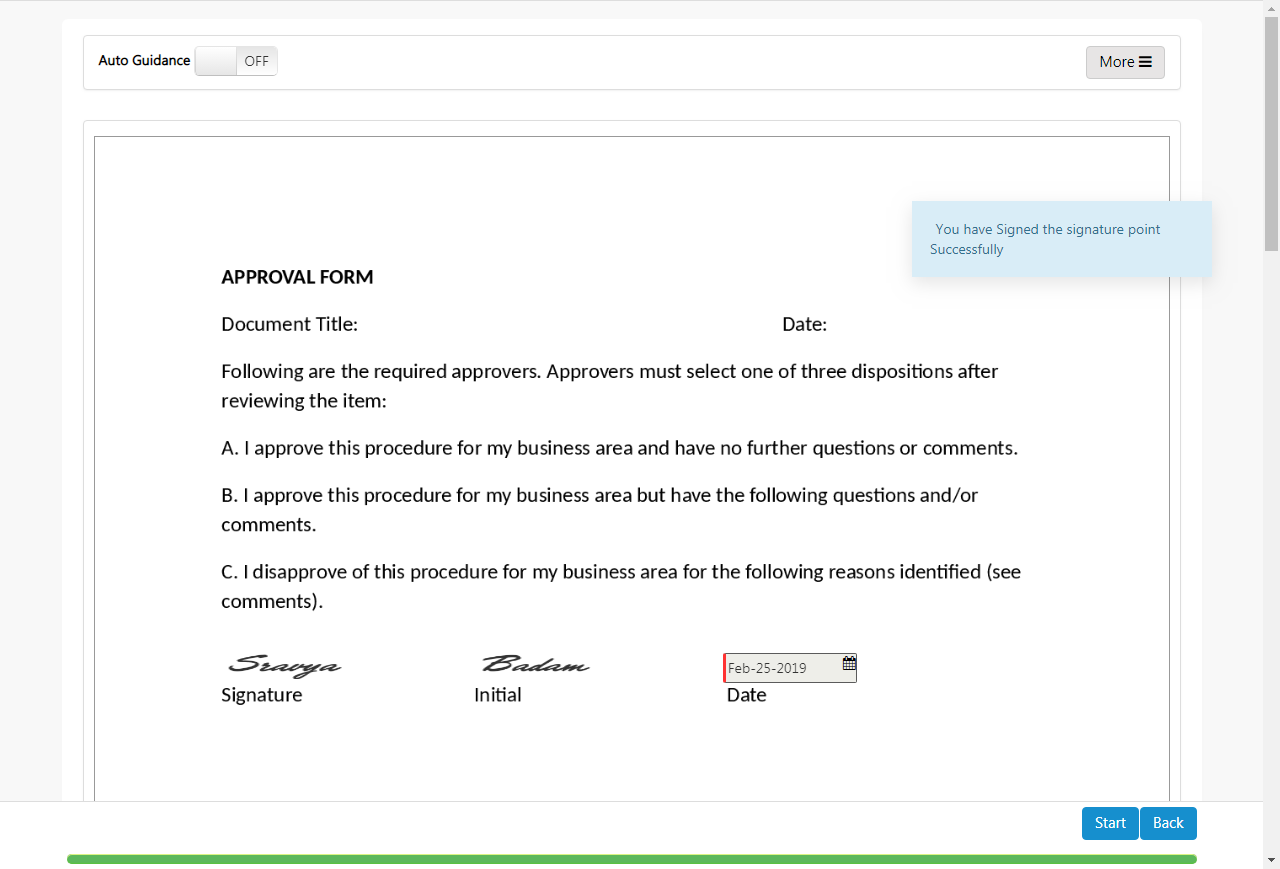 Auto Guidance OFF More
You have Signed the signature point
Successfully
APPROVAL FORM
Document Title: Date:
Following are the required approvers. Approvers must select one of three dispositions after
reviewing the item:
A. I approve this procedure for my business area and have no further questions or comments.
B. I approve this procedure for my business area but have the following questions and/or
comments.
C. I disapprove of this procedure for my business area for the following reasons identified (see
comments).
Sravya Badam Feb-25-2019
Signature Initial Date
Start Back